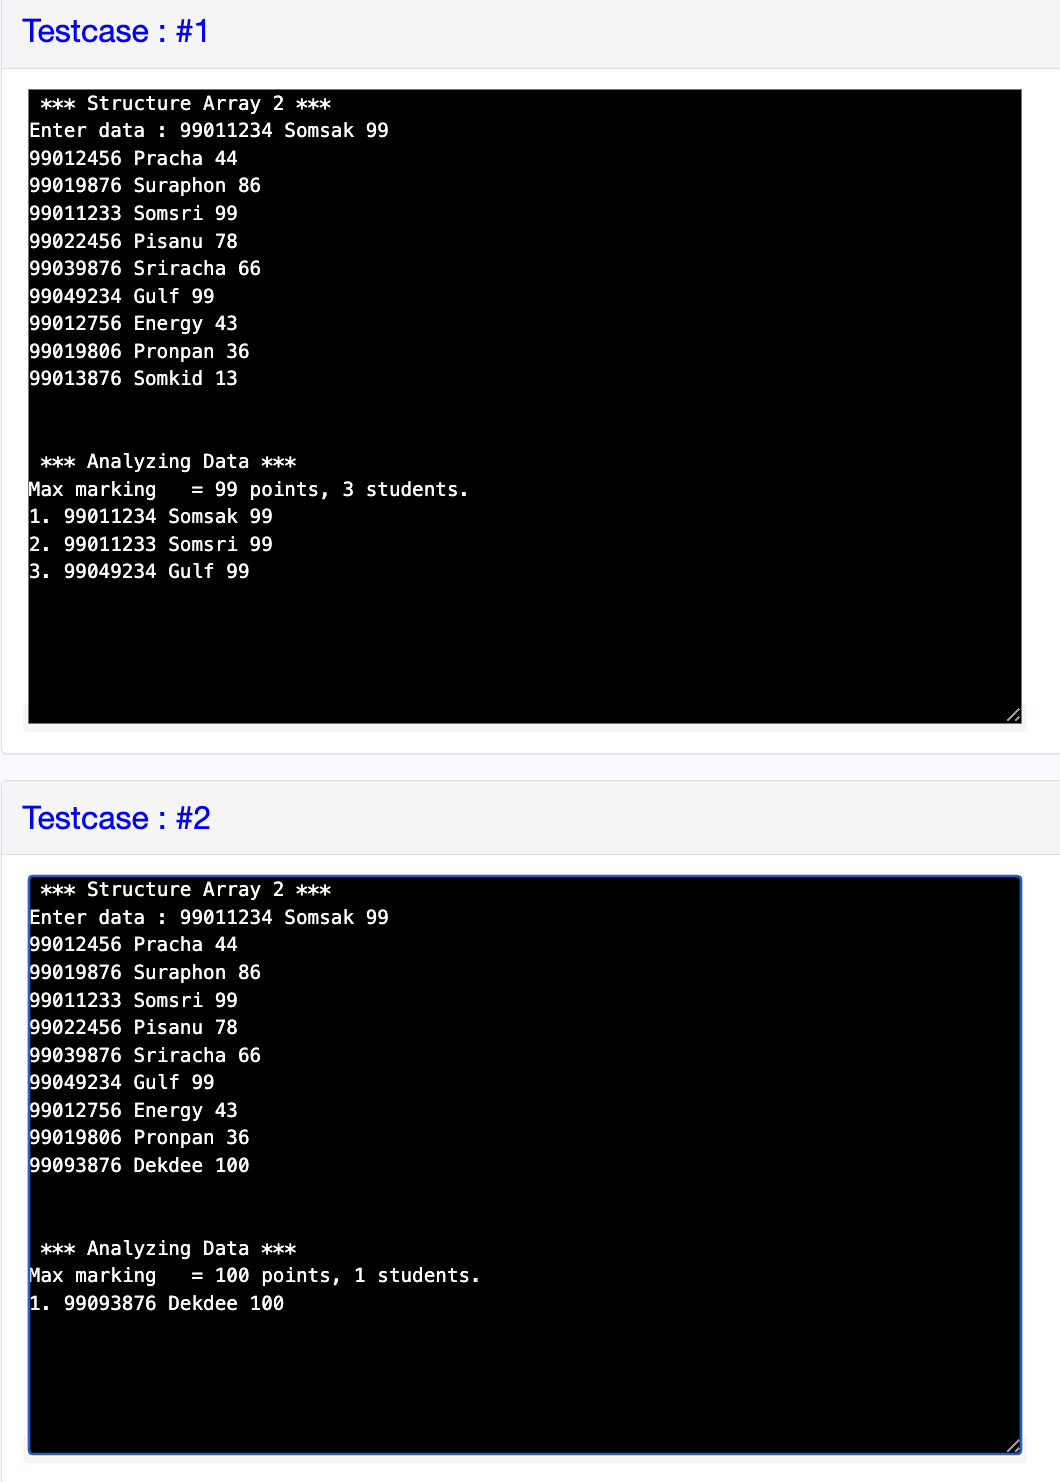 Testcase : #1
*** Structure Array 2 ***
Enter data : 99011234 Somsak 99
99012456 Pracha 44
99019876 Suraphon 86
99011233 Somsri 99
99022456 Pisanu 78
99039876 Sriracha 66
99049234 Gulf 99
99012756 Energy 43
99019806 Pronpan 36
99013876 Somkid 13
*** Analyzing Data ***
Max marking   = 99 points, 3 students.
1. 99011234 Somsak 99
2. 99011233 Somsri 99
3. 99049234 Gulf 99
Testcase : #2
*** Structure Array 2 ***
Enter data : 99011234 Somsak 99
99012456 Pracha 44
99019876 Suraphon 86
99011233 Somsri 99
99022456 Pisanu 78
99039876 Sriracha 66
99049234 Gulf 99
99012756 Energy 43
99019806 Pronpan 36
99093876 Dekdee 100
*** Analyzing Data ***
Max marking   = 100 points, 1 students.
1. 99093876 Dekdee 100